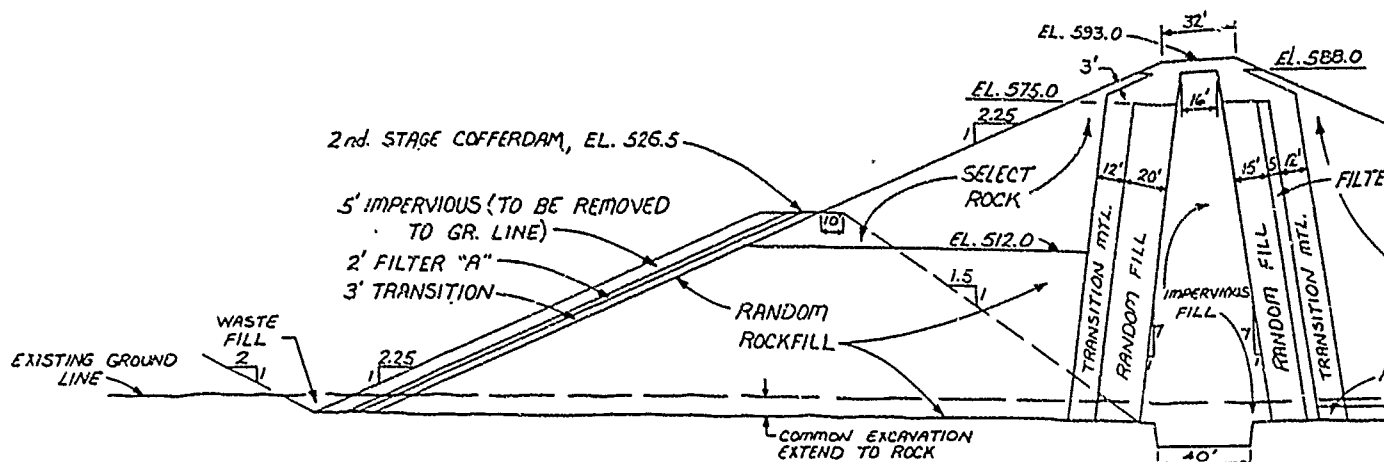 32'
EL. 593.0
EL. 588.0
3'
EL. 575.0
2.25
1
16'
2nd. STAGE COFFERDAM, EL. 526.5
SELECT
ROCK
12'
20'
15'
5'
12'
FILTE
5' IMPERVIOUS (TO BE REMOVED
TO GR. LINE)
10'
EL. 512.0
2' FILTER "A"
3' TRANSITION
1.5
1
TRANSITION MTL.
RANDOM FILL
IMPERVIOUS
FILL
RANDOM FILL
TRANSITION MTL.
RANDOM
ROCKFILL
WASTE
FILL
EXISTING GROUND
LINE
2
1
2.25
1
COMMON EXCAVATION
EXTEND TO ROCK
40'